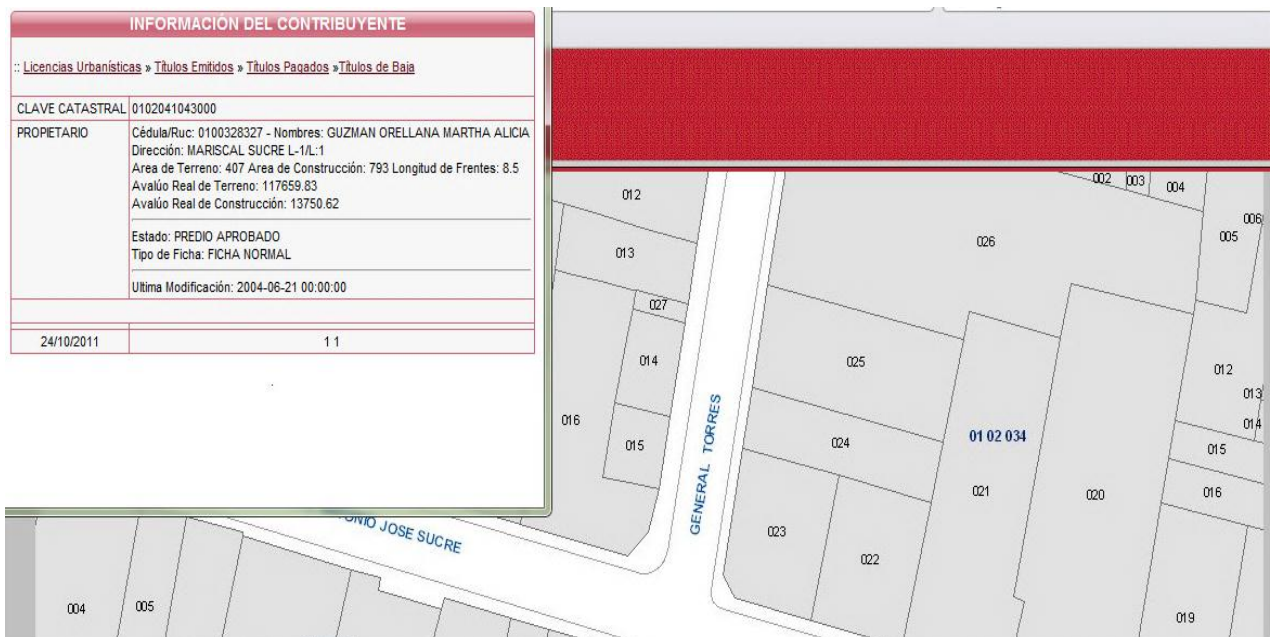 INFORMACIÓN DEL CONTRIBUYENTE
:: Licencias Urbanísticas » Títulos Emitidos » Títulos Pagados »Títulos de Baja
CLAVE CATASTRAL 0102041043000
PROPIETARIO
Cédula/Ruc: 0100328327 - Nombres: GUZMAN ORELLANA MARTHA ALICIA
Dirección: MARISCAL SUCRE L-1/L:1
Area de Terreno: 407 Area de Construcción: 793 Longitud de Frentes: 8.5
Avalúo Real de Terreno: 117659.83
Avalúo Real de Construcción: 13750.62
Estado: PREDIO APROBADO
Tipo de Ficha: FICHA NORMAL
Ultima Modificación: 2004-06-21 00:00:00
24/10/2011 1 1
012
013
027
014
016
015
GENERAL TORRES
JOSE SUCRE
004
005
002
003
004
006
005
026
025
012
013
014
024
01 02 034
015
021
020
016
023
022
019